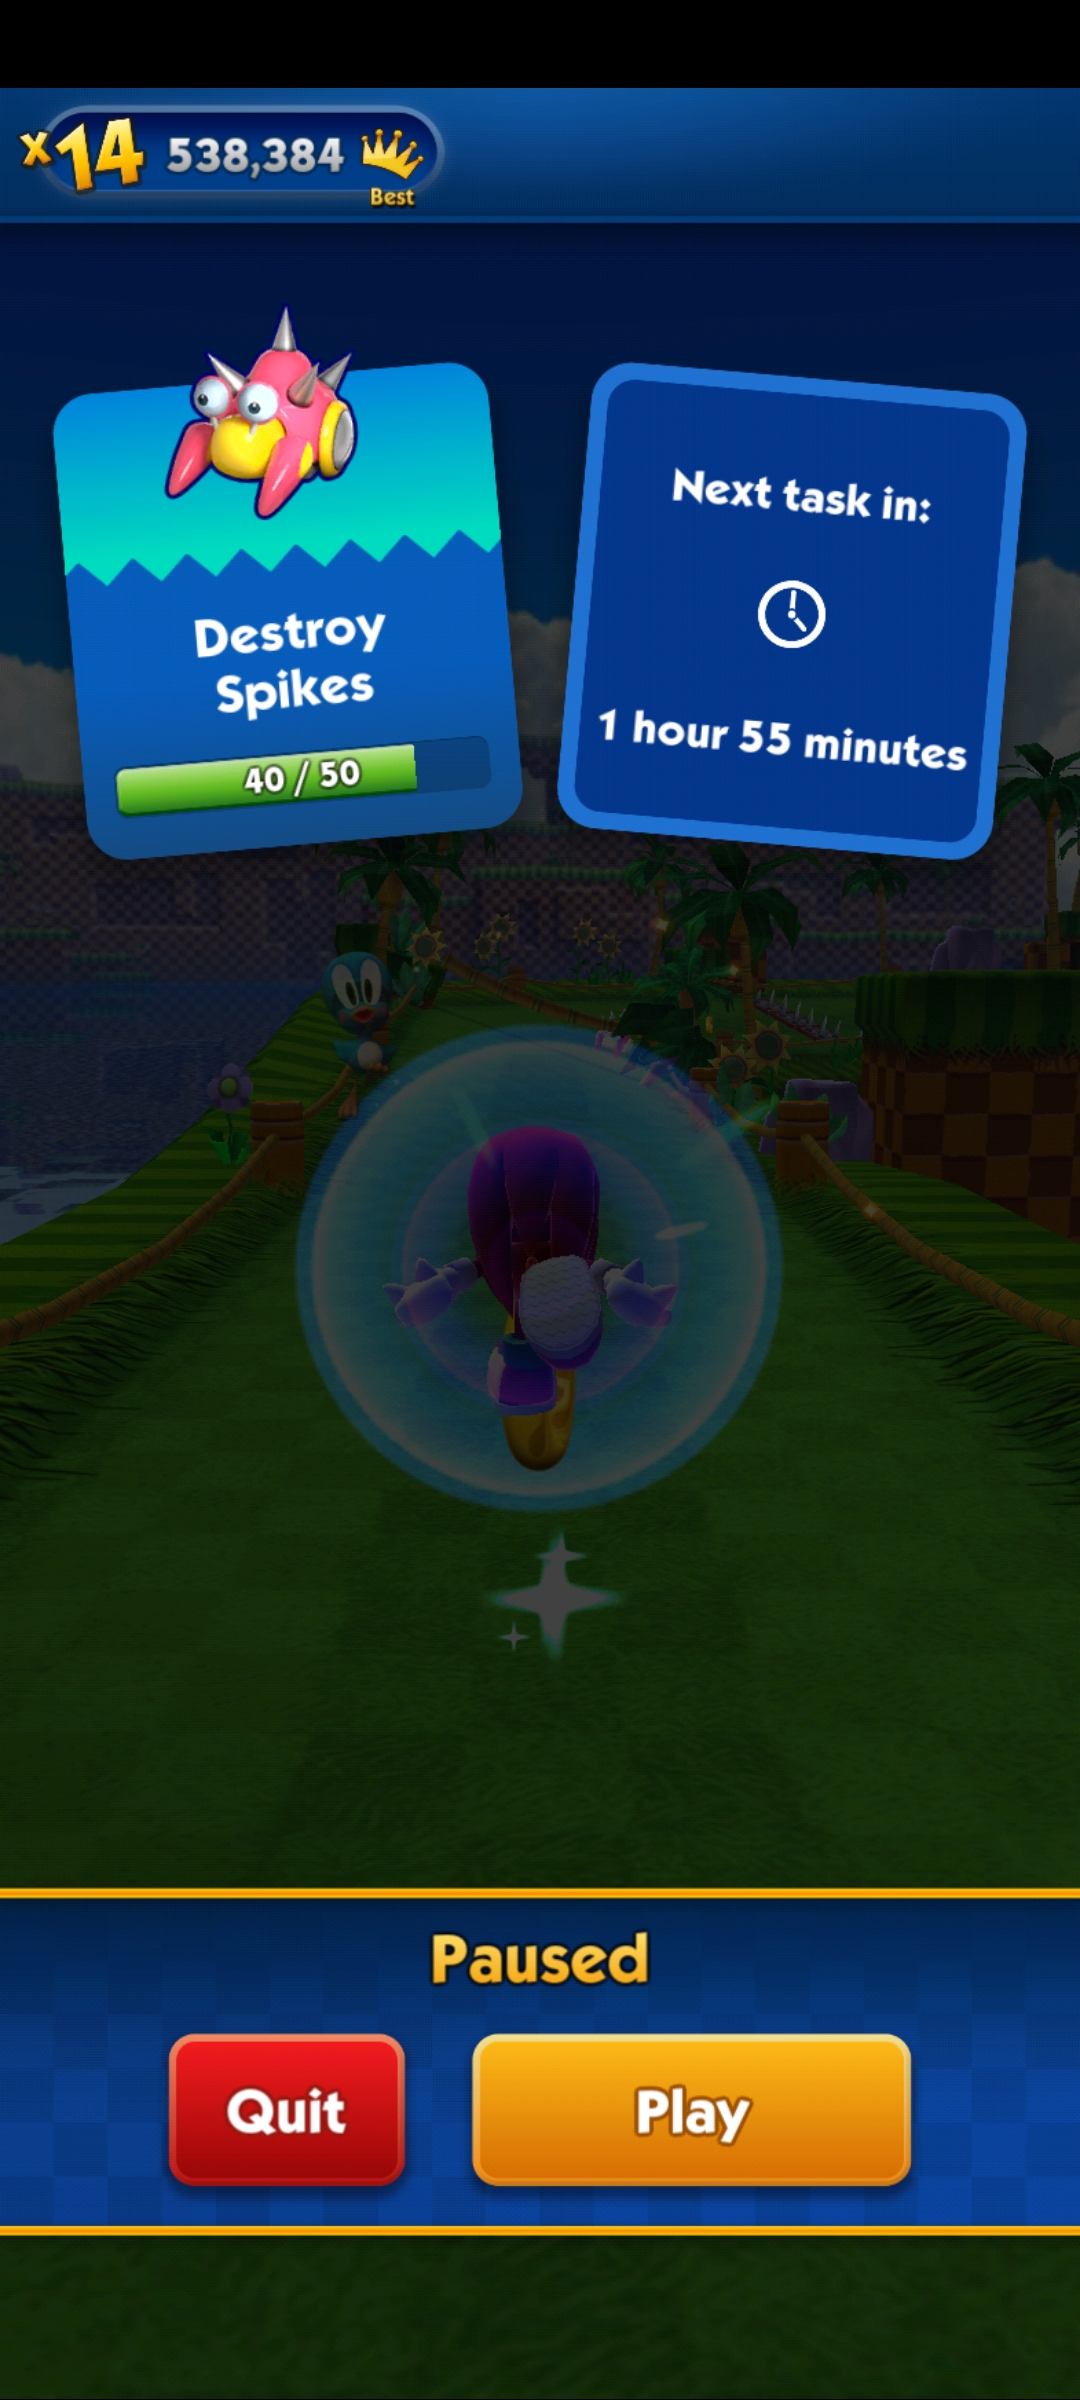 x14 538,384
Best
Destroy
Spikes
40 / 50
Next task in:
1 hour 55 minutes
Paused
Quit
Play